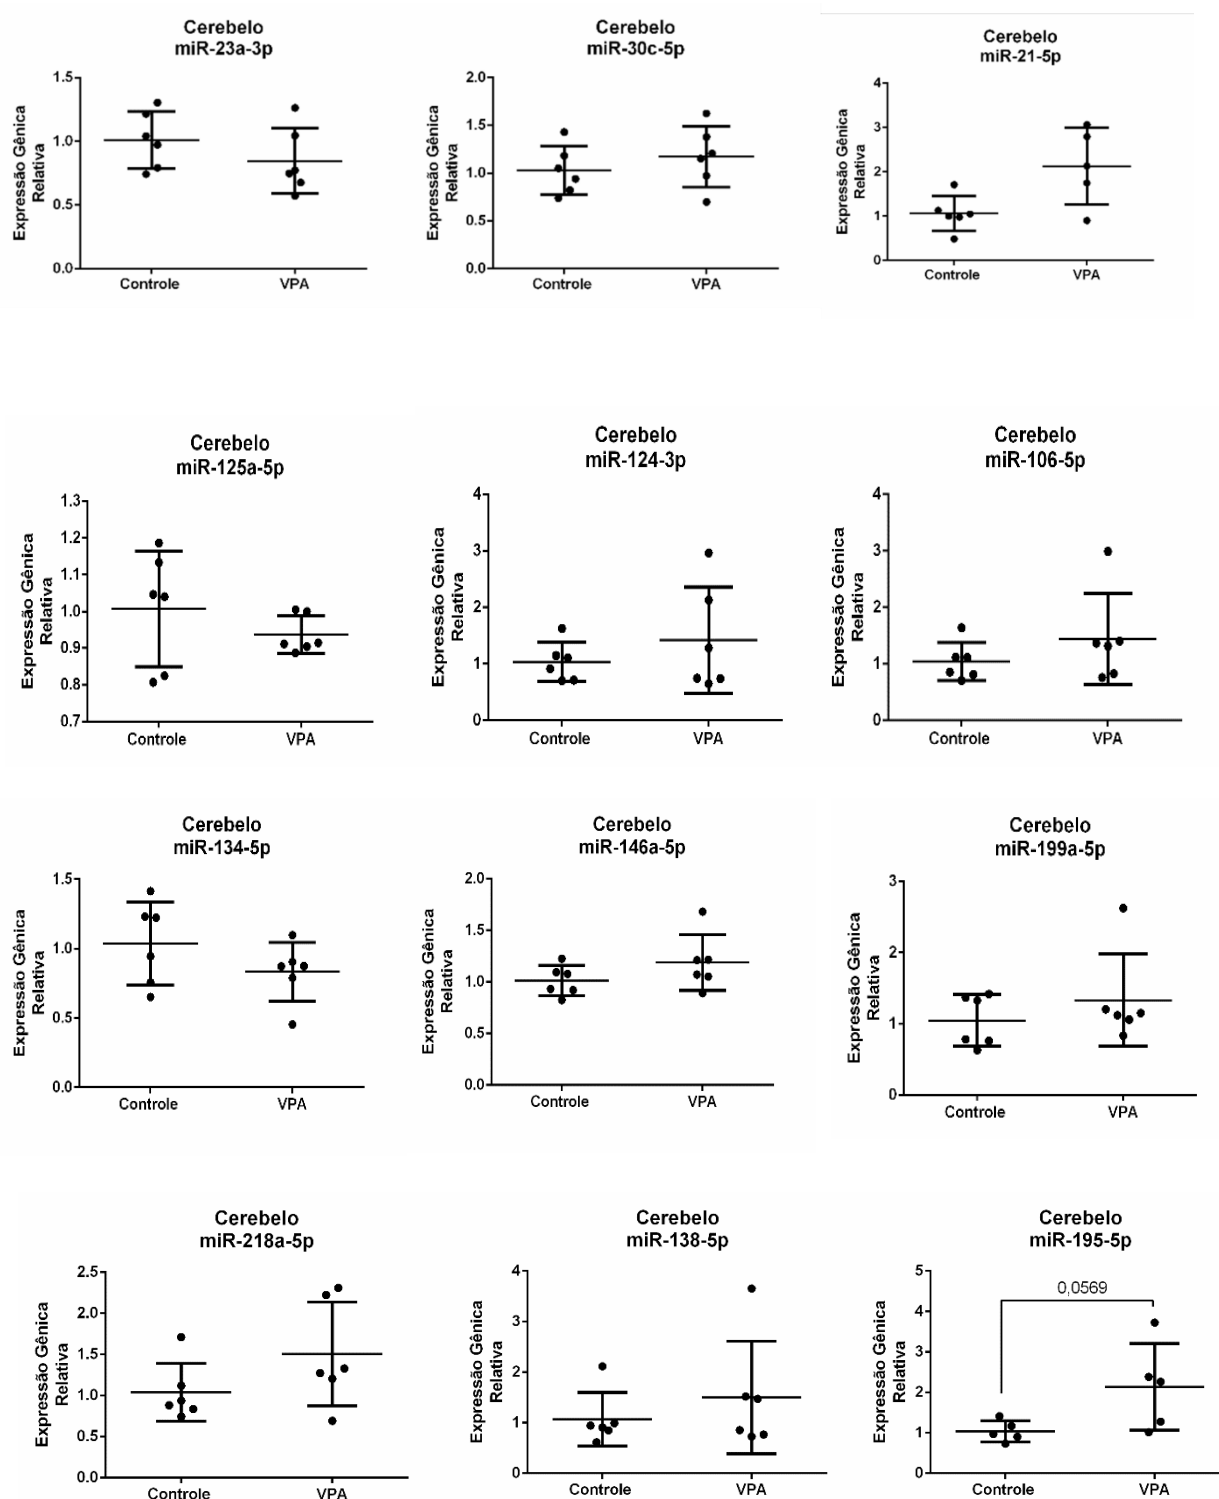 Cerebelo
miR-23a-3p
Expressão Gênica
Relativa
1.5
1.0
0.5
0.0
Controle
VPA
Cerebelo
miR-30c-5p
Expressão Gênica
Relativa
2.0
1.5
1.0
0.5
0.0
Controle
VPA
Cerebelo
miR-21-5p
Expressão Gênica
Relativa
4
3
2
1
0
Controle
VPA
Cerebelo
miR-125a-5p
Expressão Gênica
Relativa
1.3
1.2
1.1
1.0
0.9
0.8
0.7
Controle
VPA
Cerebelo
miR-124-3p
Expressão Gênica
Relativa
4
3
2
1
0
Controle
VPA
Cerebelo
miR-106-5p
Expressão Gênica
Relativa
4
3
2
1
0
Controle
VPA
Cerebelo
miR-134-5p
Expressão Gênica
Relativa
1.5
1.0
0.5
0.0
Controle
VPA
Cerebelo
miR-146a-5p
Expressão Gênica
Relativa
2.0
1.5
1.0
0.5
0.0
Controle
VPA
Cerebelo
miR-199a-5p
Expressão Gênica
Relativa
3
2
1
0
Controle
VPA
Cerebelo
miR-218a-5p
Expressão Gênica
Relativa
2.5
2.0
1.5
1.0
0.5
0.0
Controle
VPA
Cerebelo
miR-138-5p
Expressão Gênica
Relativa
4
3
2
1
0
Controle
VPA
Cerebelo
miR-195-5p
Expressão Gênica
Relativa
5
4
3
2
1
0
0,0569
Controle
VPA